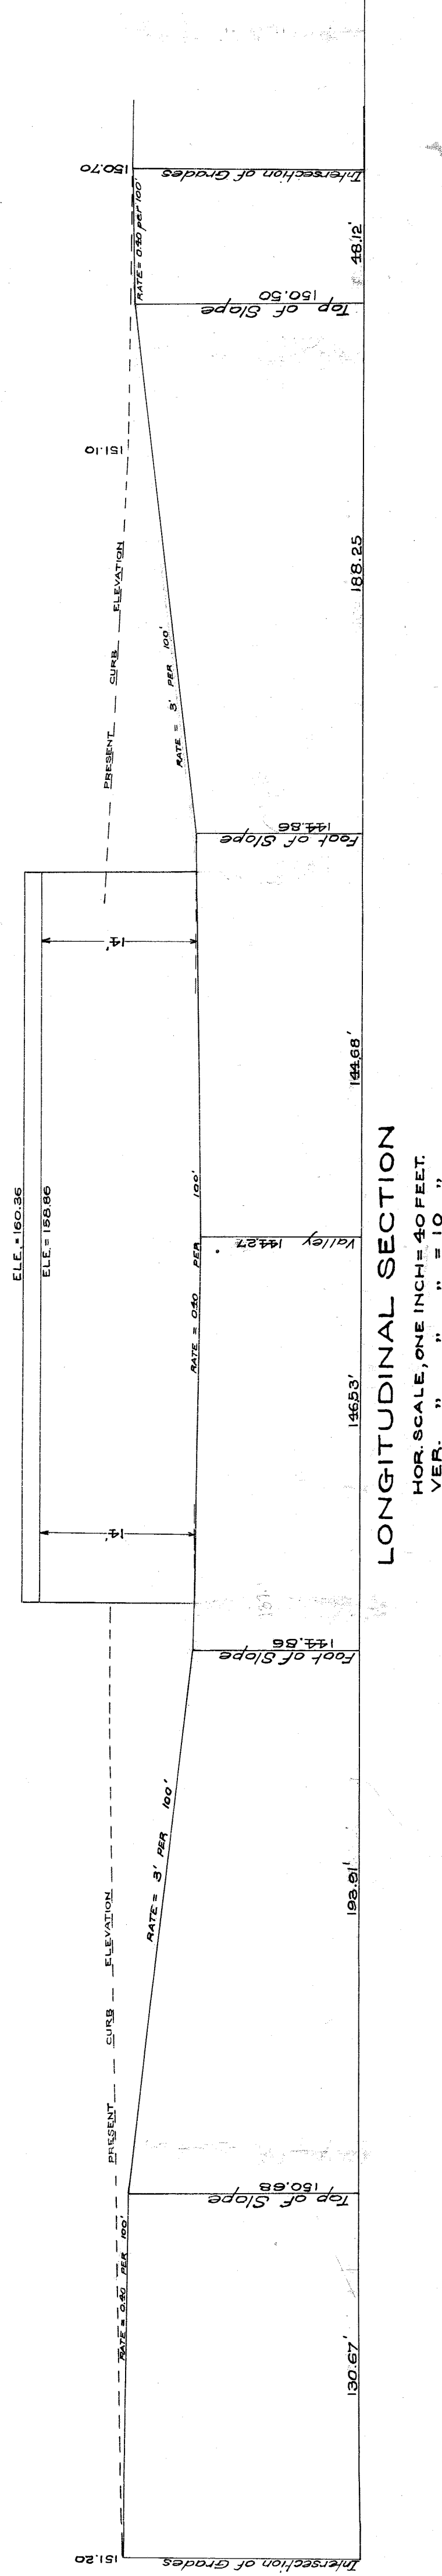 ELE.=160.36
ELE.=158.86
151.20
Intersection of Grades
RATE = 0.40 PER 100'
130.67'
150.68
Top of Slope
PRESENT CURB ELEVATION
RATE = 3' PER 100'
193.81'
144.86
Foot of Slope
14'
146.53'
RATE = 0.40 PER 100'
144.27
Valley
144.68'
14'
144.86
Foot of Slope
PRESENT CURB ELEVATION
RATE = 3' PER 100'
188.25
151.10
150.50
Top of Slope
RATE = 0.40 per 100'
48.12'
150.70
Intersection of Grades
LONGITUDINAL SECTION
HOR. SCALE, ONE INCH = 40 FEET.
VER. " " " = 10 "